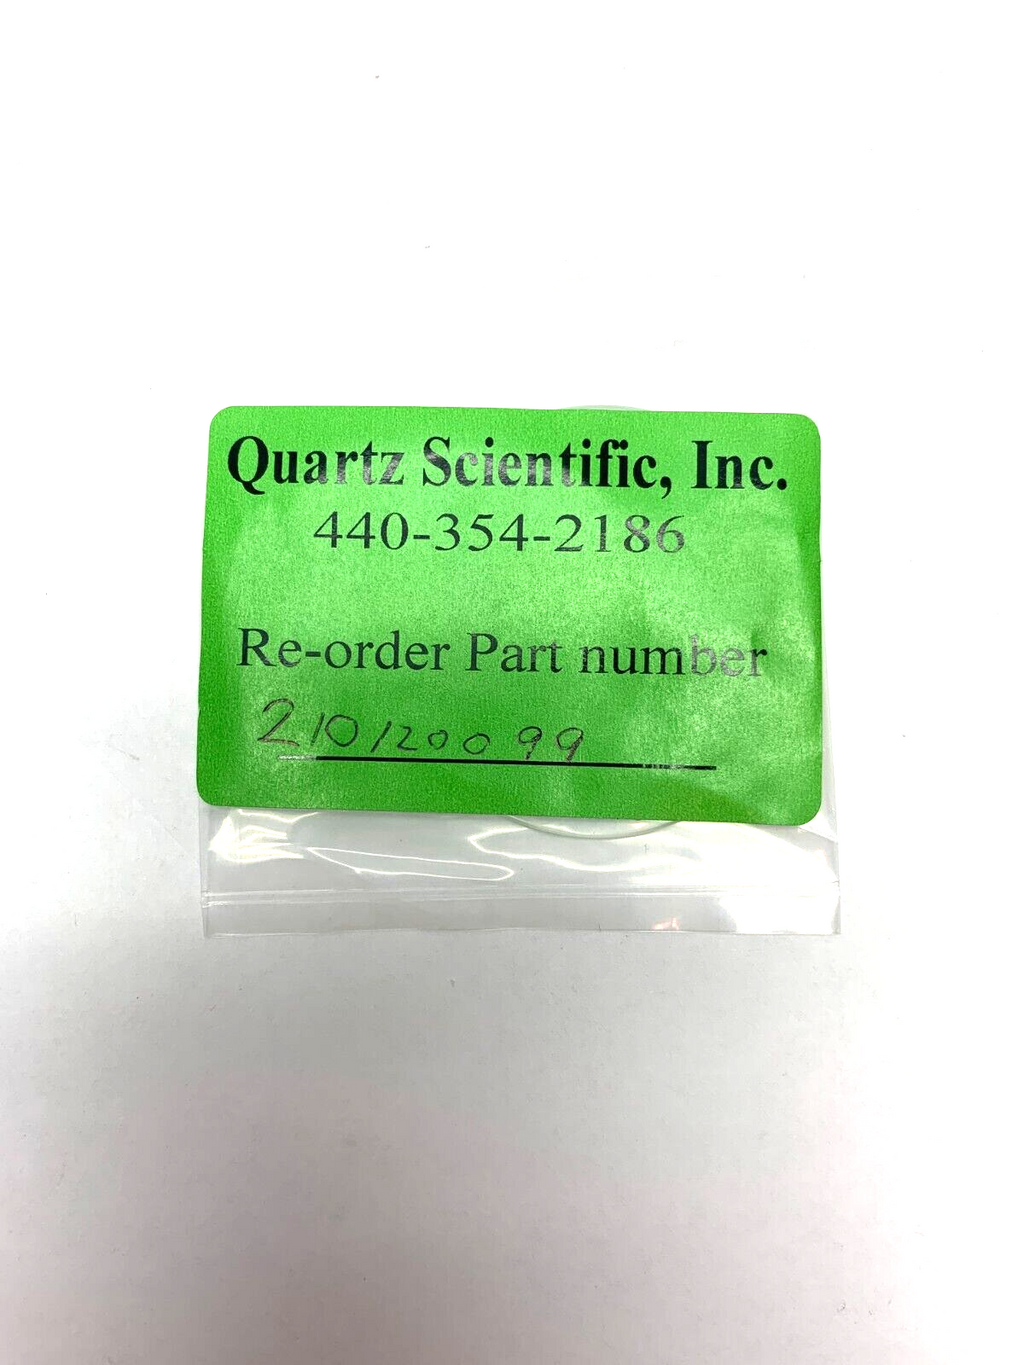 Quartz Scientific, Inc.
440-354-2186
Re-order Part number
210120099